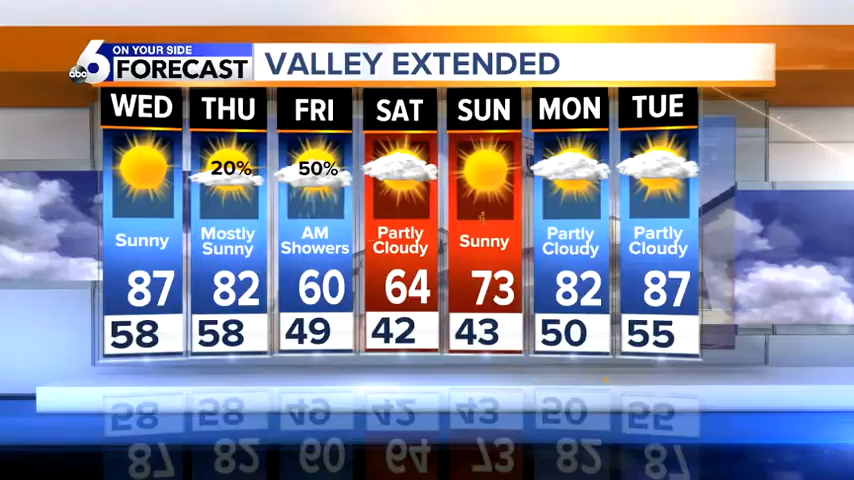 abc 6 ON YOUR SIDE
FORECAST
VALLEY EXTENDED
WED THU FRI SAT SUN MON TUE
20% 50%
Sunny Mostly Sunny AM Showers Partly Cloudy Sunny Partly Cloudy Partly Cloudy
87 82 60 64 73 82 87
58 58 49 42 43 50 55